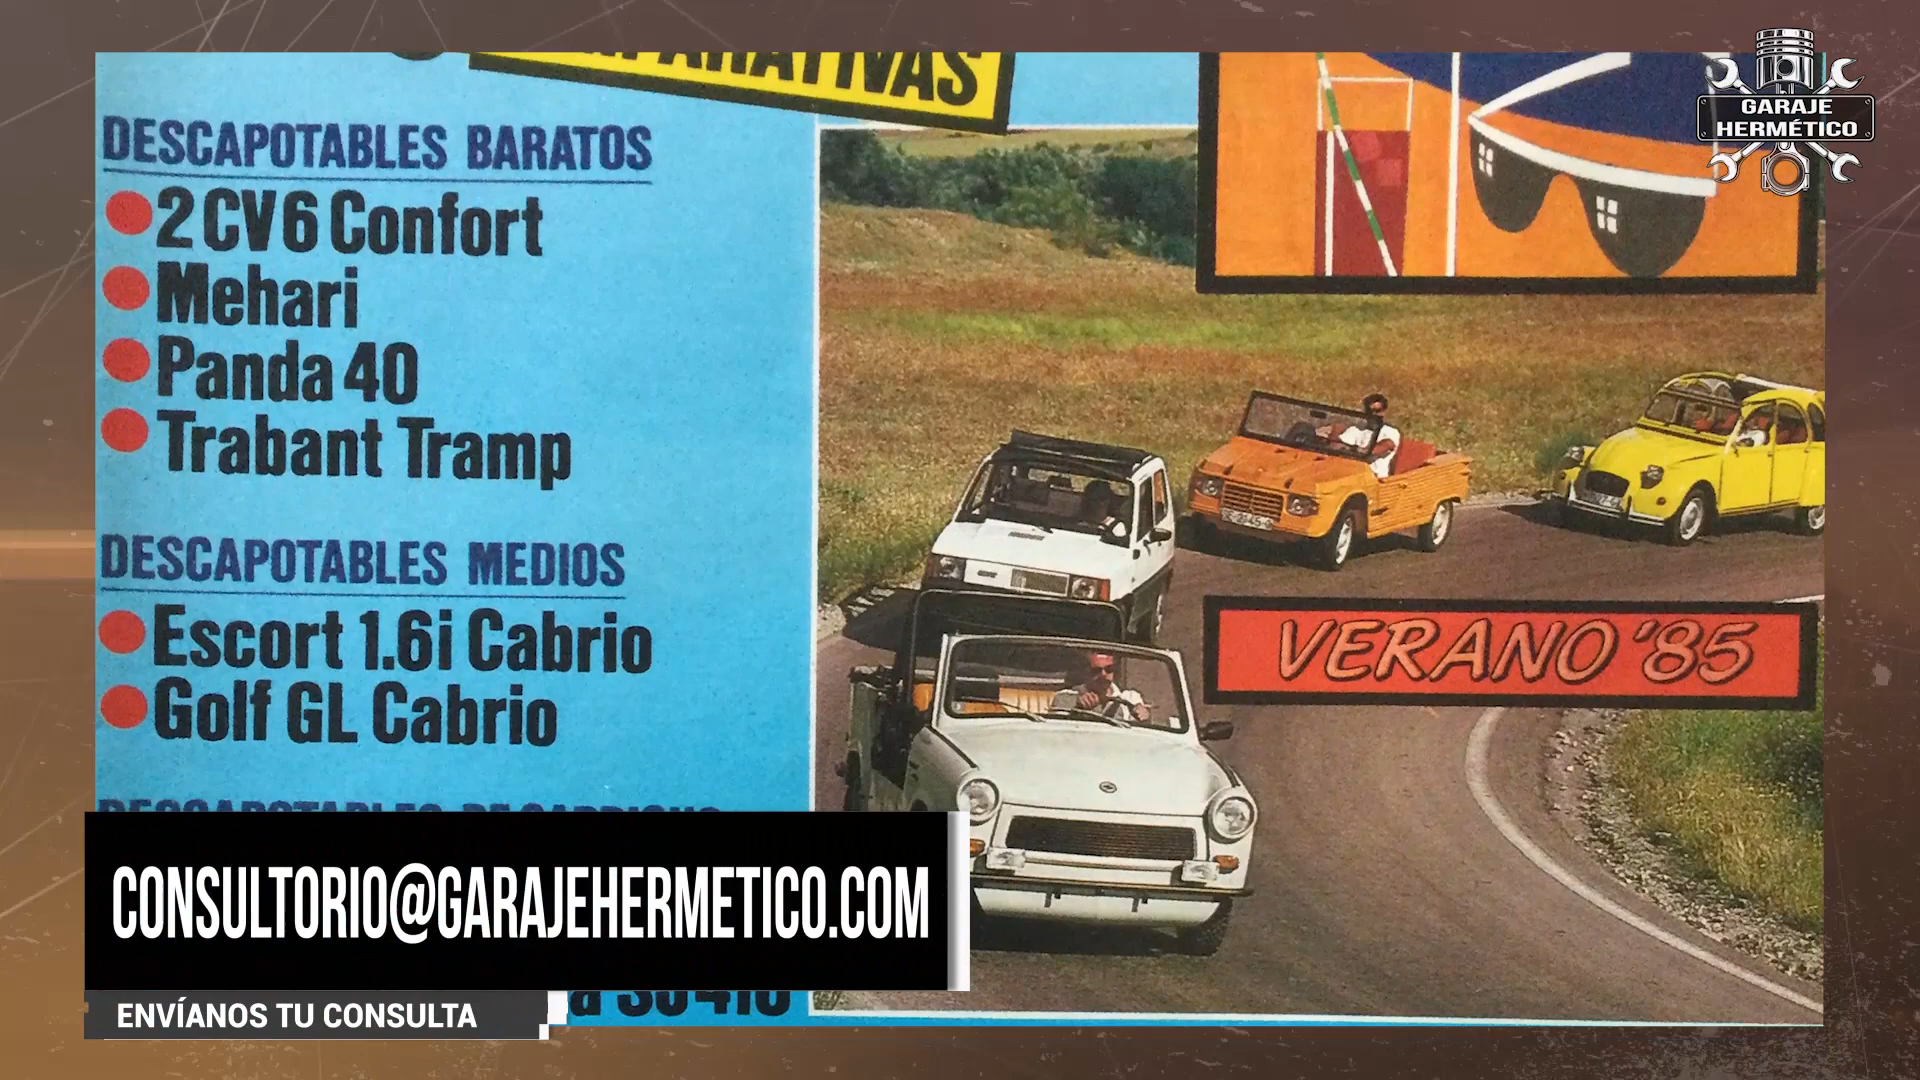 GARAJE
HERMÉTICO
DESCAPOTABLES BARATOS
2CV6 Confort
Mehari
Panda 40
Trabant Tramp
DESCAPOTABLES MEDIOS
Escort 1.6i Cabrio
Golf GL Cabrio
VERANO '85
CONSULTORIO@GARAJEHERMETICO.COM
ENVÍANOS TU CONSULTA